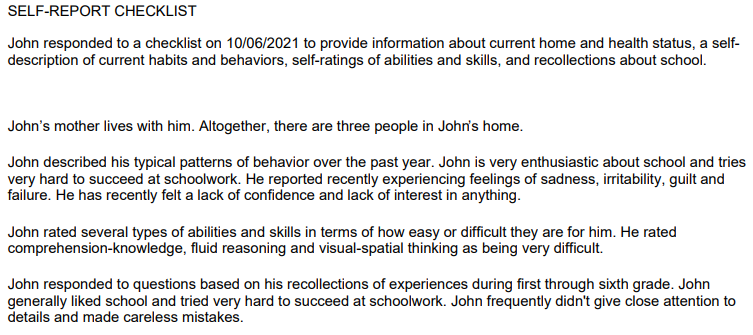 SELF-REPORT CHECKLIST
John responded to a checklist on 10/06/2021 to provide information about current home and health status, a self-
description of current habits and behaviors, self-ratings of abilities and skills, and recollections about school.
John's mother lives with him. Altogether, there are three people in John's home.
John described his typical patterns of behavior over the past year. John is very enthusiastic about school and tries
very hard to succeed at schoolwork. He reported recently experiencing feelings of sadness, irritability, guilt and
failure. He has recently felt a lack of confidence and lack of interest in anything.
John rated several types of abilities and skills in terms of how easy or difficult they are for him. He rated
comprehension-knowledge, fluid reasoning and visual-spatial thinking as being very difficult.
John responded to questions based on his recollections of experiences during first through sixth grade. John
generally liked school and tried very hard to succeed at schoolwork. John frequently didn't give close attention to
details and made careless mistakes.